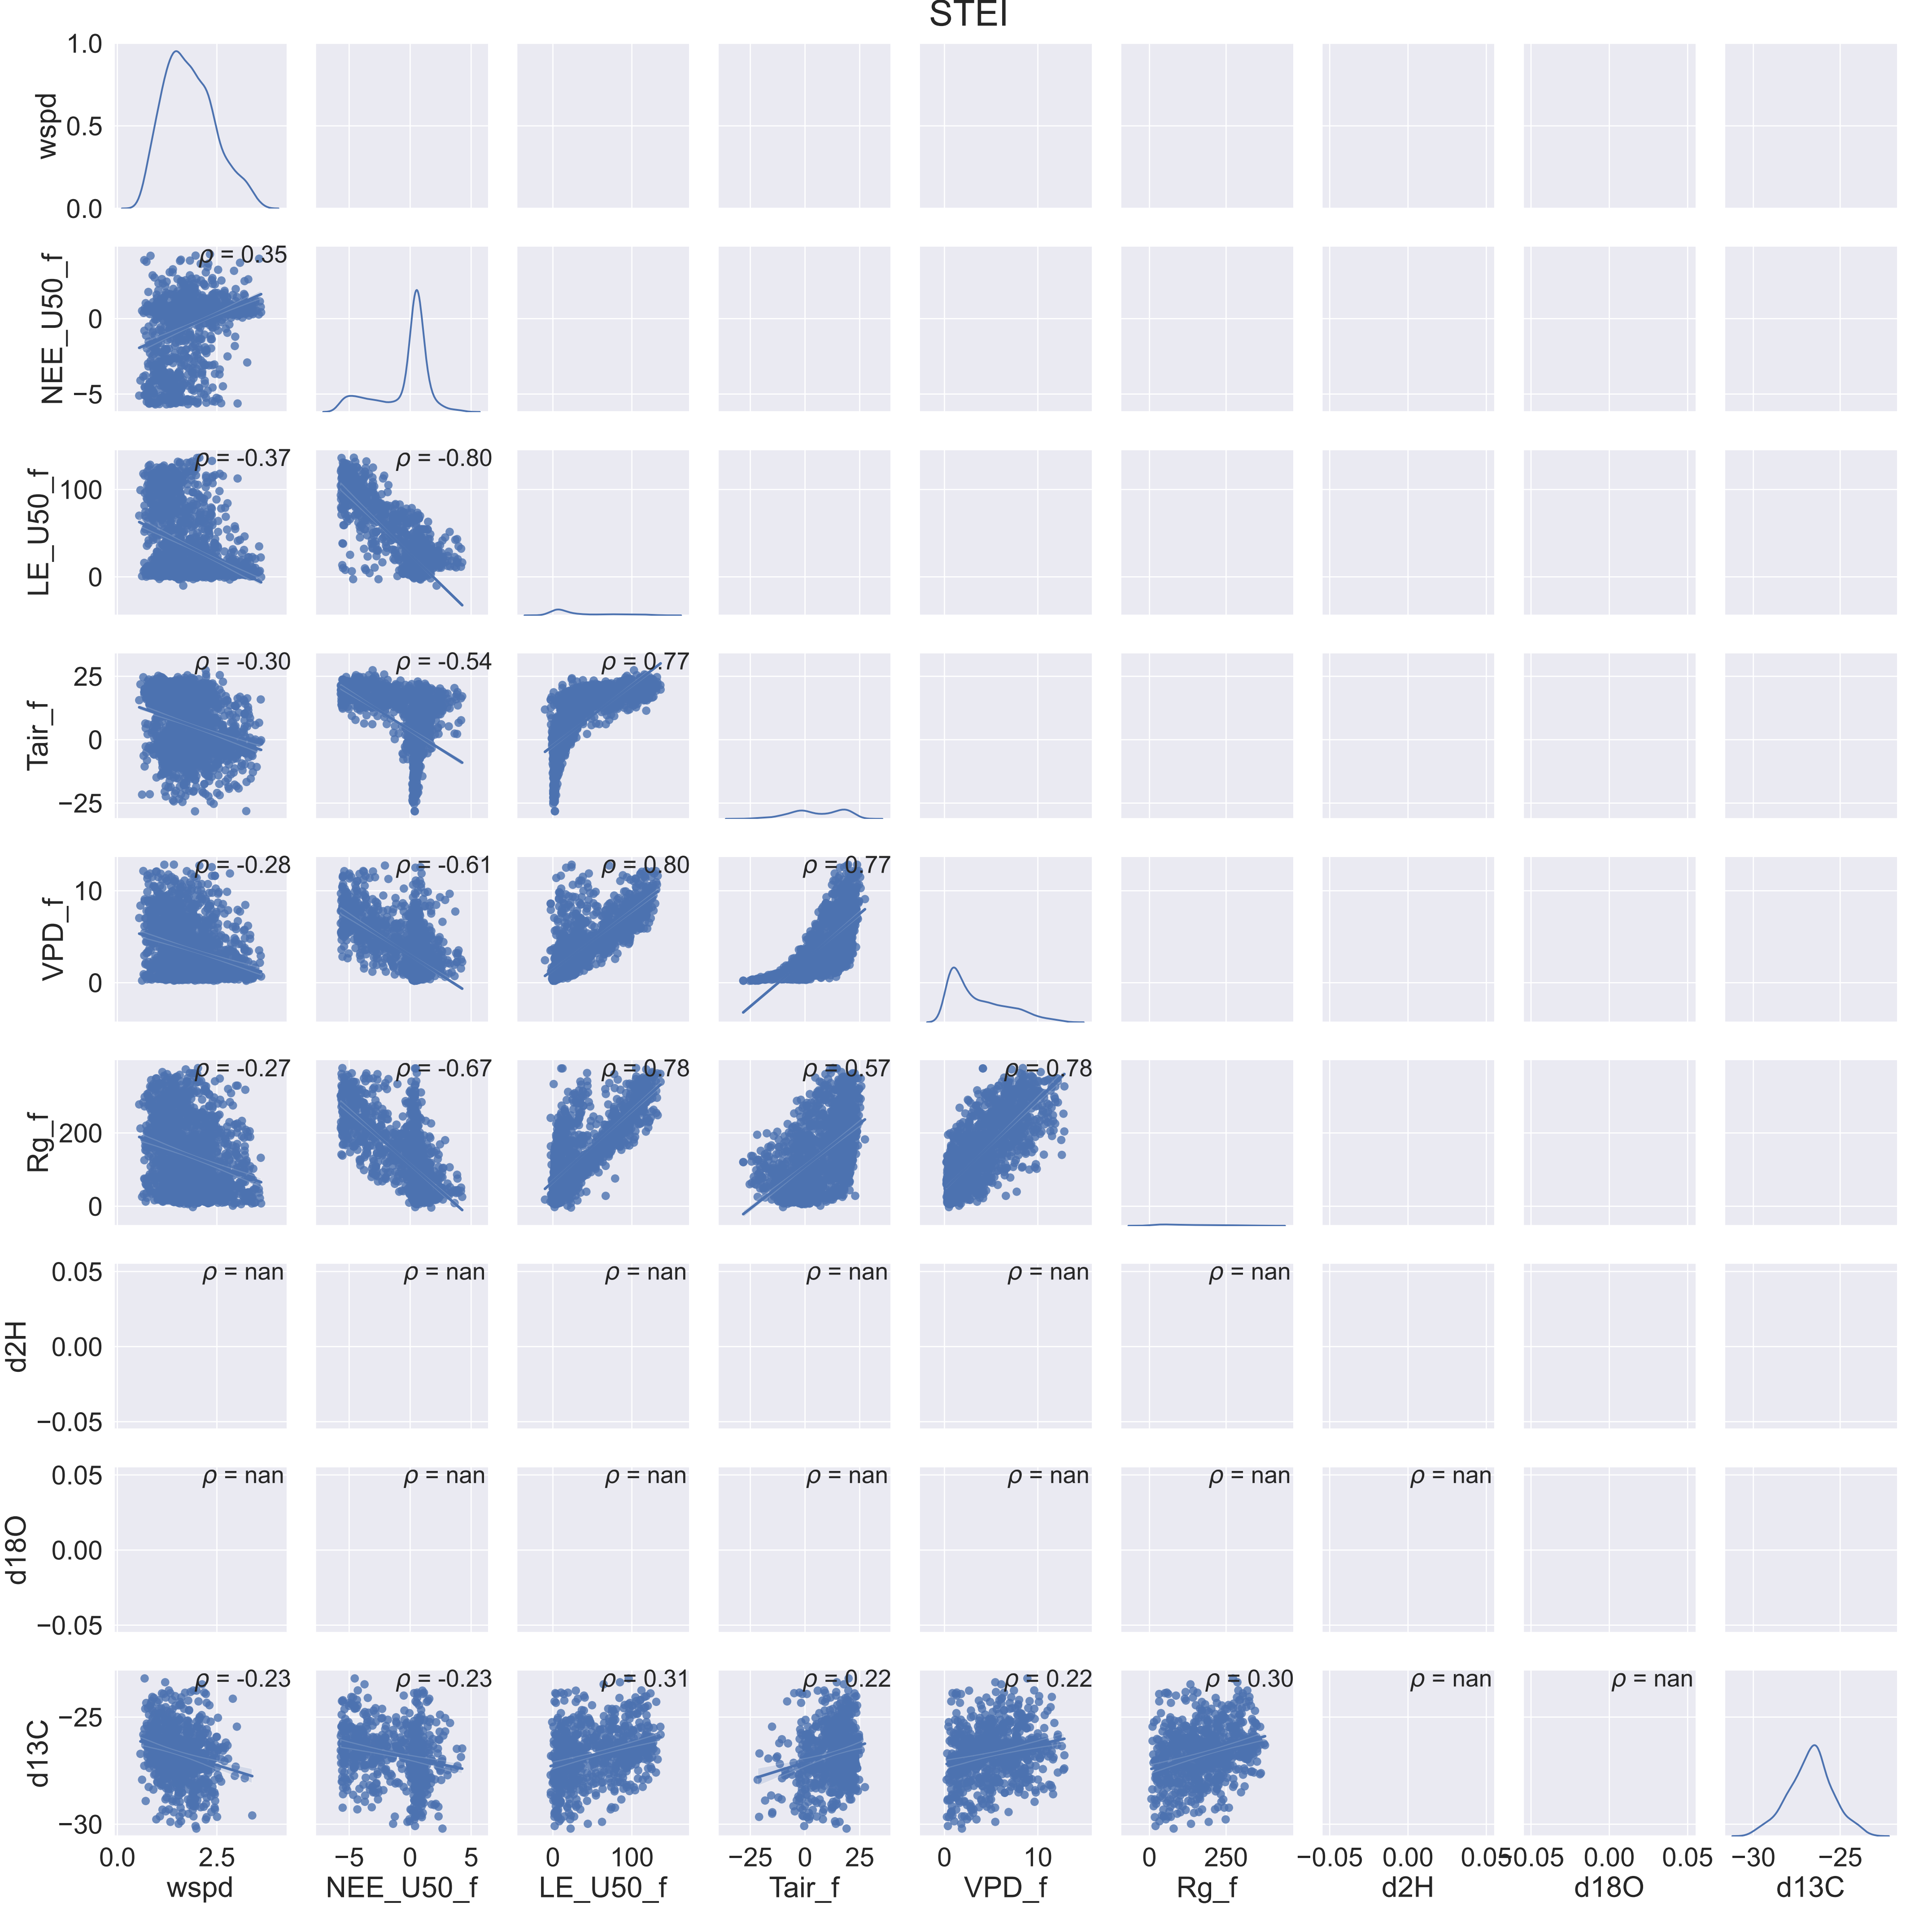 STEI
1.0
0.5
0.0
wspd
ρ = 0.35
0
−5
NEE_U50_f
ρ = -0.37 ρ = -0.80
100
0
LE_U50_f
ρ = -0.30 ρ = -0.54 ρ = 0.77
25
0
−25
Tair_f
ρ = -0.28 ρ = -0.61 ρ = 0.80 ρ = 0.77
10
0
VPD_f
ρ = -0.27 ρ = -0.67 ρ = 0.78 ρ = 0.57 ρ = 0.78
200
0
Rg_f
ρ = nan ρ = nan ρ = nan ρ = nan ρ = nan ρ = nan
0.05
0.00
−0.05
d2H
ρ = nan ρ = nan ρ = nan ρ = nan ρ = nan ρ = nan ρ = nan
0.05
0.00
−0.05
d18O
ρ = -0.23 ρ = -0.23 ρ = 0.31 ρ = 0.22 ρ = 0.22 ρ = 0.30 ρ = nan ρ = nan
−25
−30
d13C
0.0 2.5 −5 0 5 0 100 −25 0 25 0 10 0 250 −0.05 0.00 0.05 −0.05 0.00 0.05 −30 −25
wspd NEE_U50_f LE_U50_f Tair_f VPD_f Rg_f d2H d18O d13C